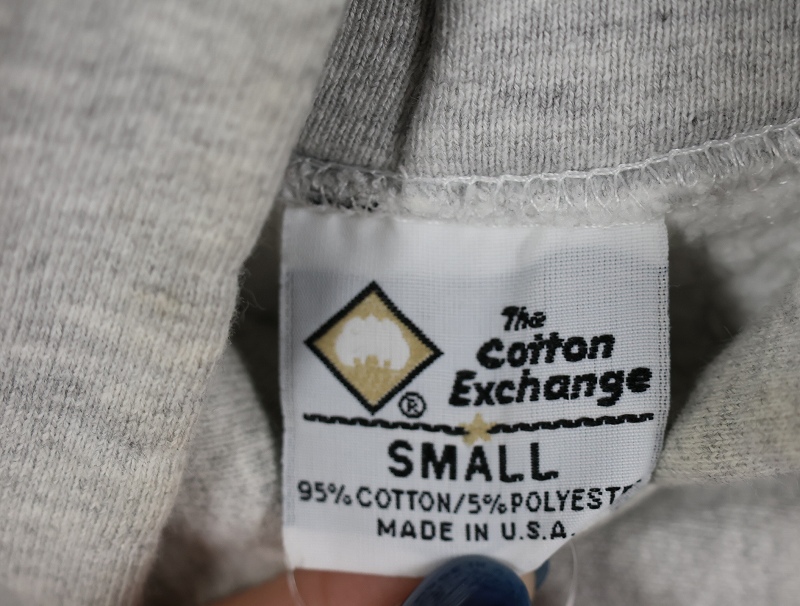 The
Cotton
Exchange
®
SMALL
95% COTTON/5% POLYESTE
MADE IN U.S.A.